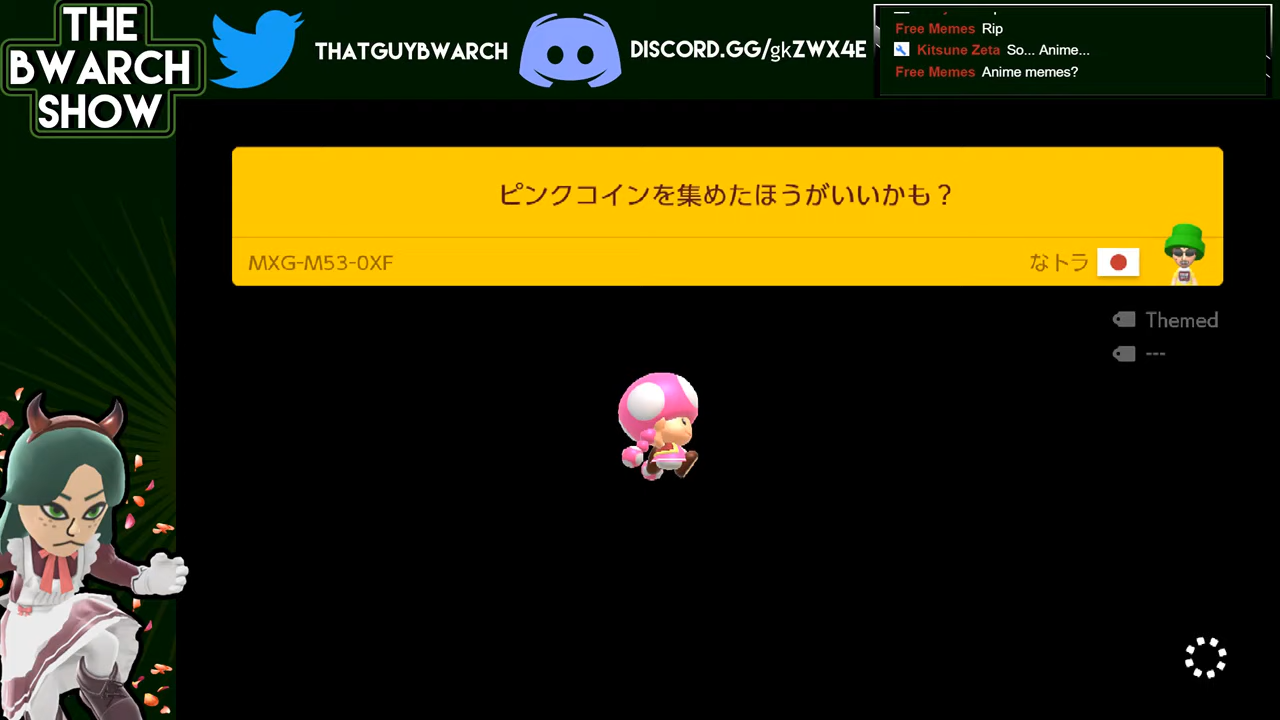 THE
BWARCH
SHOW
THATGUYBWARCH
DISCORD.GG/gkZWX4E
Free Memes Rip
Kitsune Zeta So... Anime...
Free Memes Anime memes?
ピンクコインを集めたほうがいいかも？
MXG-M53-0XF
なトラ
Themed
---